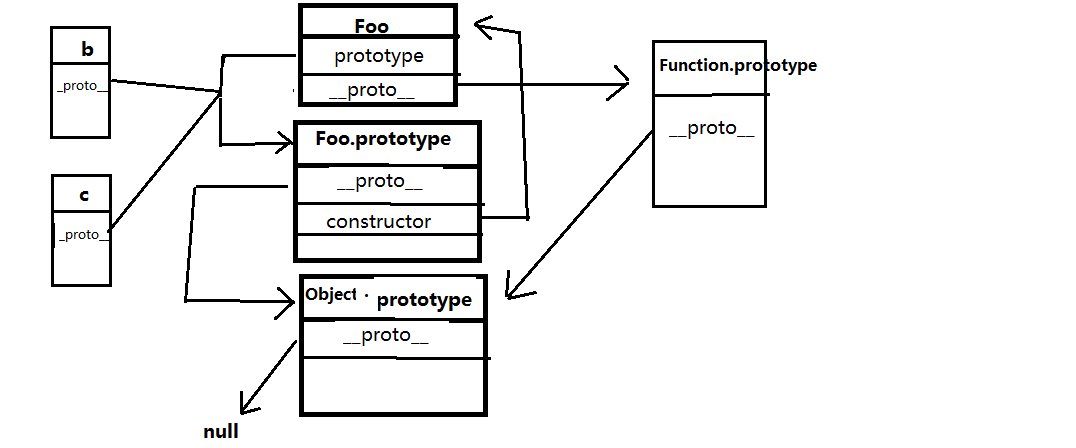 b
_proto_
c
_proto_
Foo
prototype
__proto__
Foo.prototype
__proto__
constructor
Object · prototype
__proto__
null
Function.prototype
__proto__